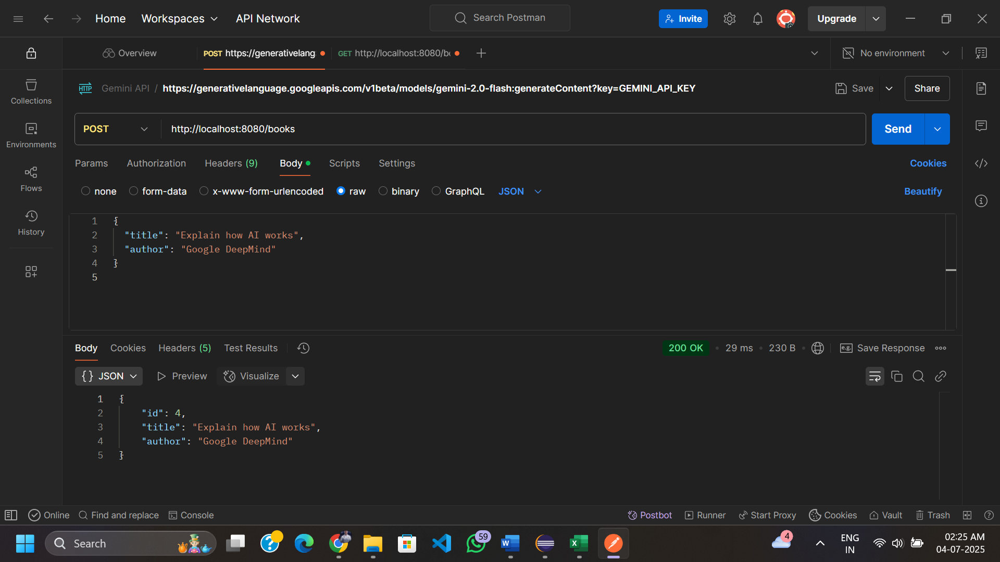 Home Workspaces API Network Search Postman Invite Upgrade
Overview POST https://generativelang GET http://localhost:8080/b No environment
HTTP Gemini API / https://generativelanguage.googleapis.com/v1beta/models/gemini-2.0-flash:generateContent?key=GEMINI_API_KEY Save Share
Collections
Environments
Flows
History
POST http://localhost:8080/books Send
Params Authorization Headers (9) Body Scripts Settings Cookies
none form-data x-www-form-urlencoded raw binary GraphQL JSON Beautify
1 {
2 "title": "Explain how AI works",
3 "author": "Google DeepMind"
4 }
5
Body Cookies Headers (5) Test Results 200 OK • 29 ms • 230 B • e.g. Save Response
{} JSON Preview Visualize
1 {
2 "id": 4,
3 "title": "Explain how AI works",
4 "author": "Google DeepMind"
5 }
Online Find and replace Console Postbot Runner Start Proxy Cookies Vault Trash
Search 59 4 ENG 02:25 AM
IN 04-07-2025